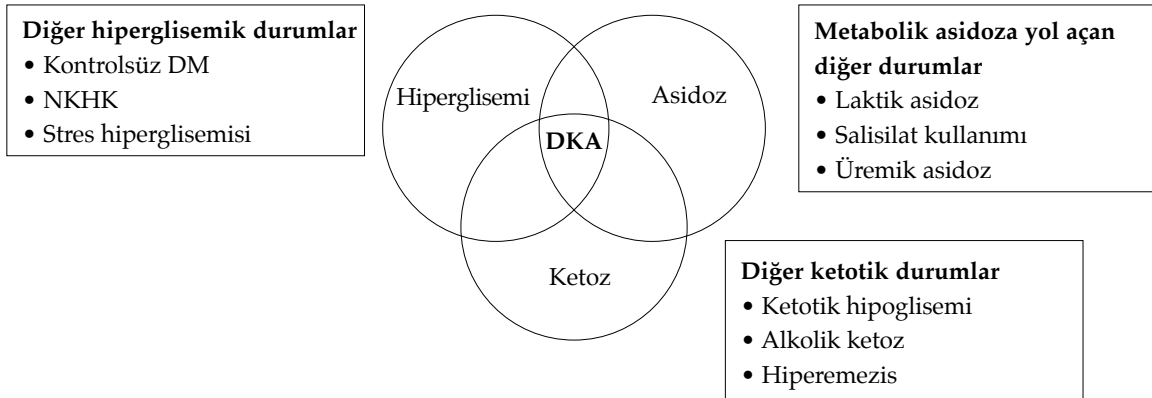 Diğer hiperglisemik durumlar
• Kontrolsüz DM
• NKHK
• Stres hiperglisemisi
Hiperglisemi
Asidoz
DKA
Ketoz
Metabolik asidoza yol açan
diğer durumlar
• Laktik asidoz
• Salisilat kullanımı
• Üremik asidoz
Diğer ketotik durumlar
• Ketotik hipoglisemi
• Alkolik ketoz
• Hiperemezis